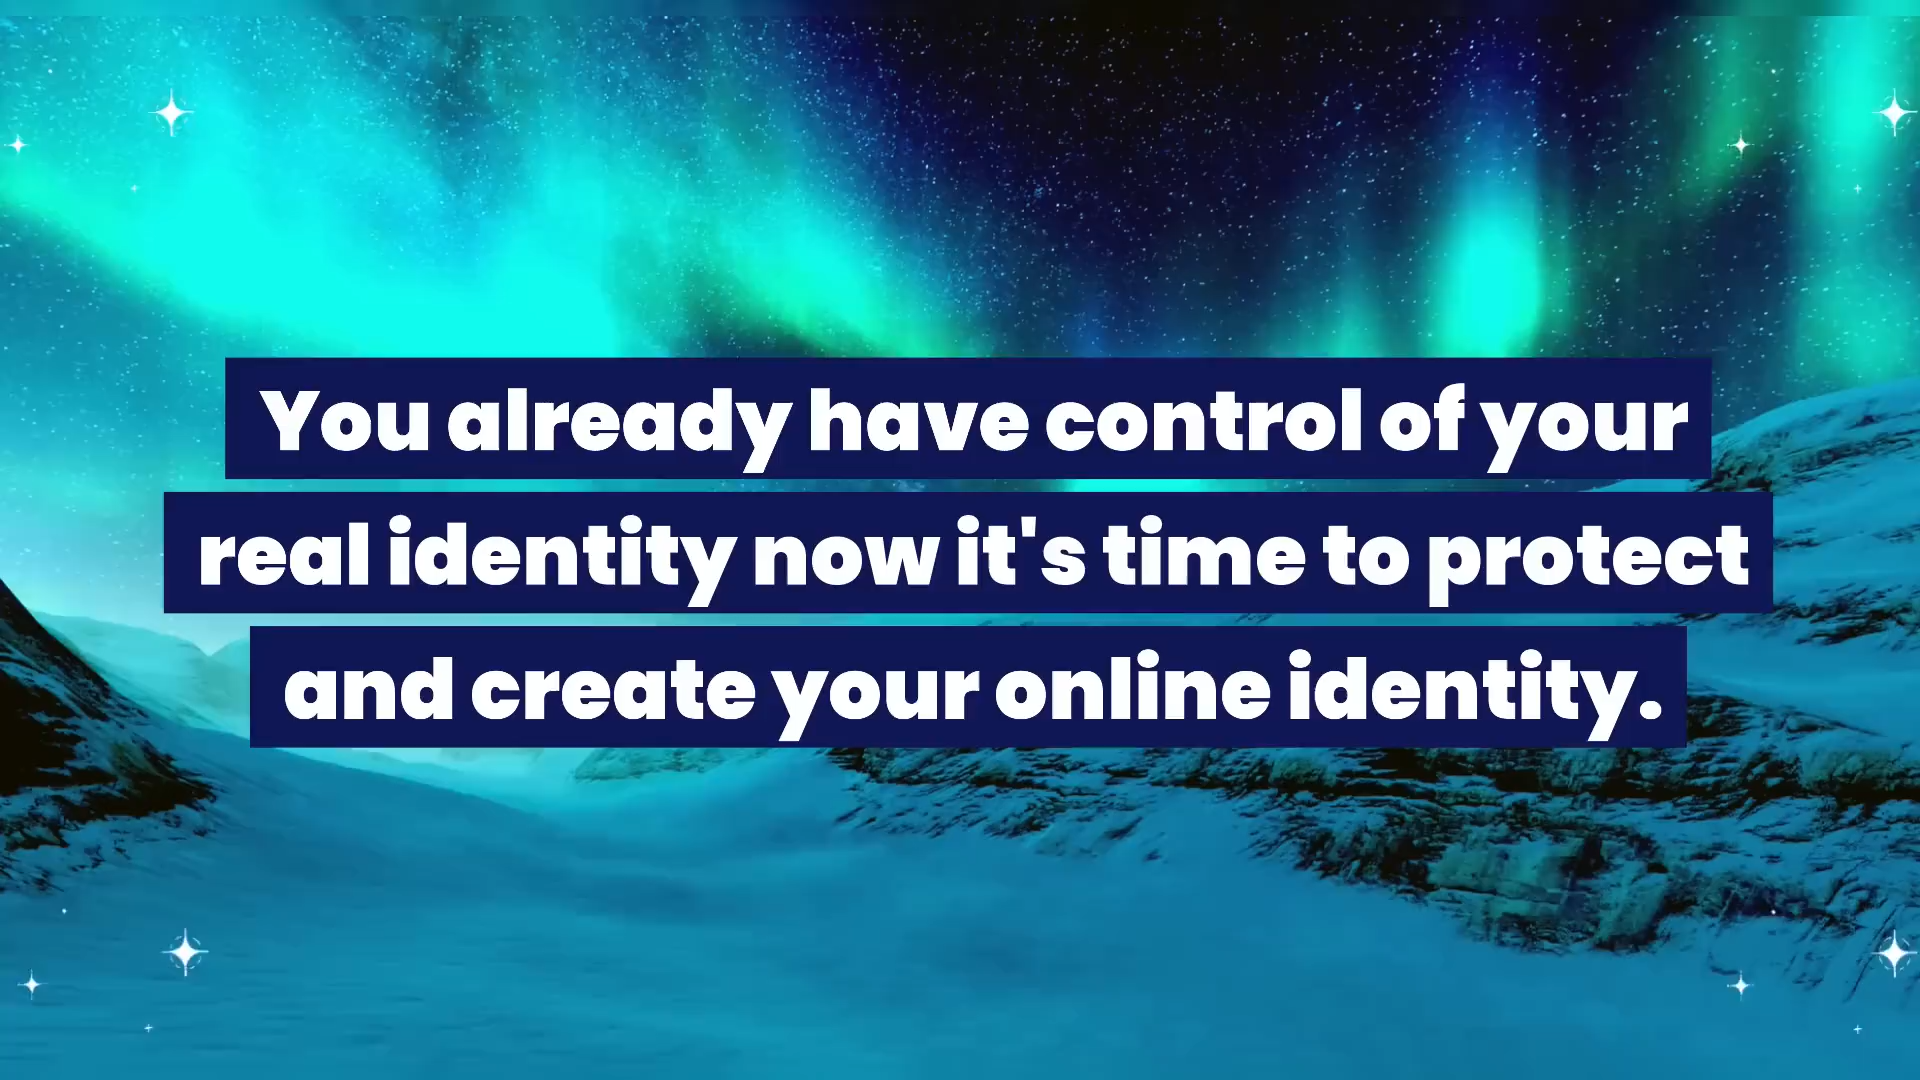 You already have control of your
real identity now it's time to protect
and create your online identity.